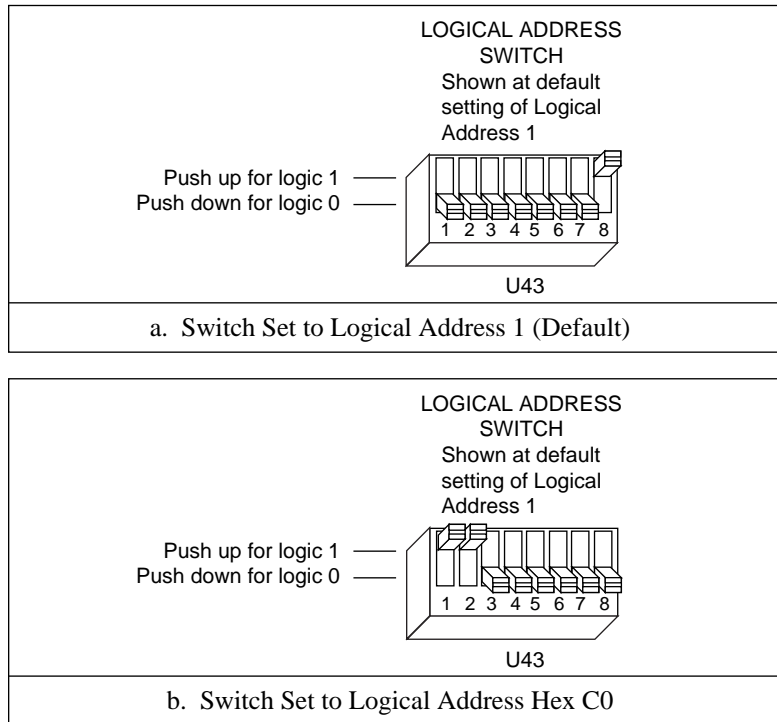 LOGICAL ADDRESS
SWITCH
Shown at default
setting of Logical
Address 1
Push up for logic 1
Push down for logic 0
1 2 3 4 5 6 7 8
U43
a. Switch Set to Logical Address 1 (Default)
LOGICAL ADDRESS
SWITCH
Shown at default
setting of Logical
Address 1
Push up for logic 1
Push down for logic 0
1 2 3 4 5 6 7 8
U43
b. Switch Set to Logical Address Hex C0